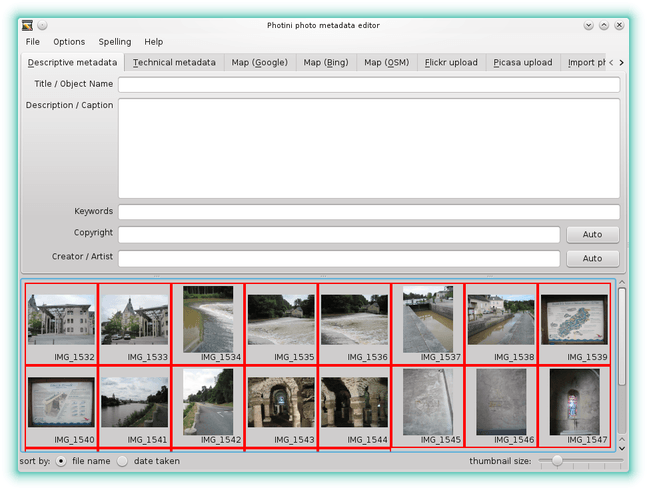 Photini photo metadata editor
File Options Spelling Help
Descriptive metadata Technical metadata Map (Google) Map (Bing) Map (OSM) Flickr upload Picasa upload Import ph
Title / Object Name
Description / Caption
Keywords
Copyright Auto
Creator / Artist Auto
IMG_1532 IMG_1533 IMG_1534 IMG_1535 IMG_1536 IMG_1537 IMG_1538 IMG_1539
IMG_1540 IMG_1541 IMG_1542 IMG_1543 IMG_1544 IMG_1545 IMG_1546 IMG_1547
sort by: file name date taken thumbnail size: